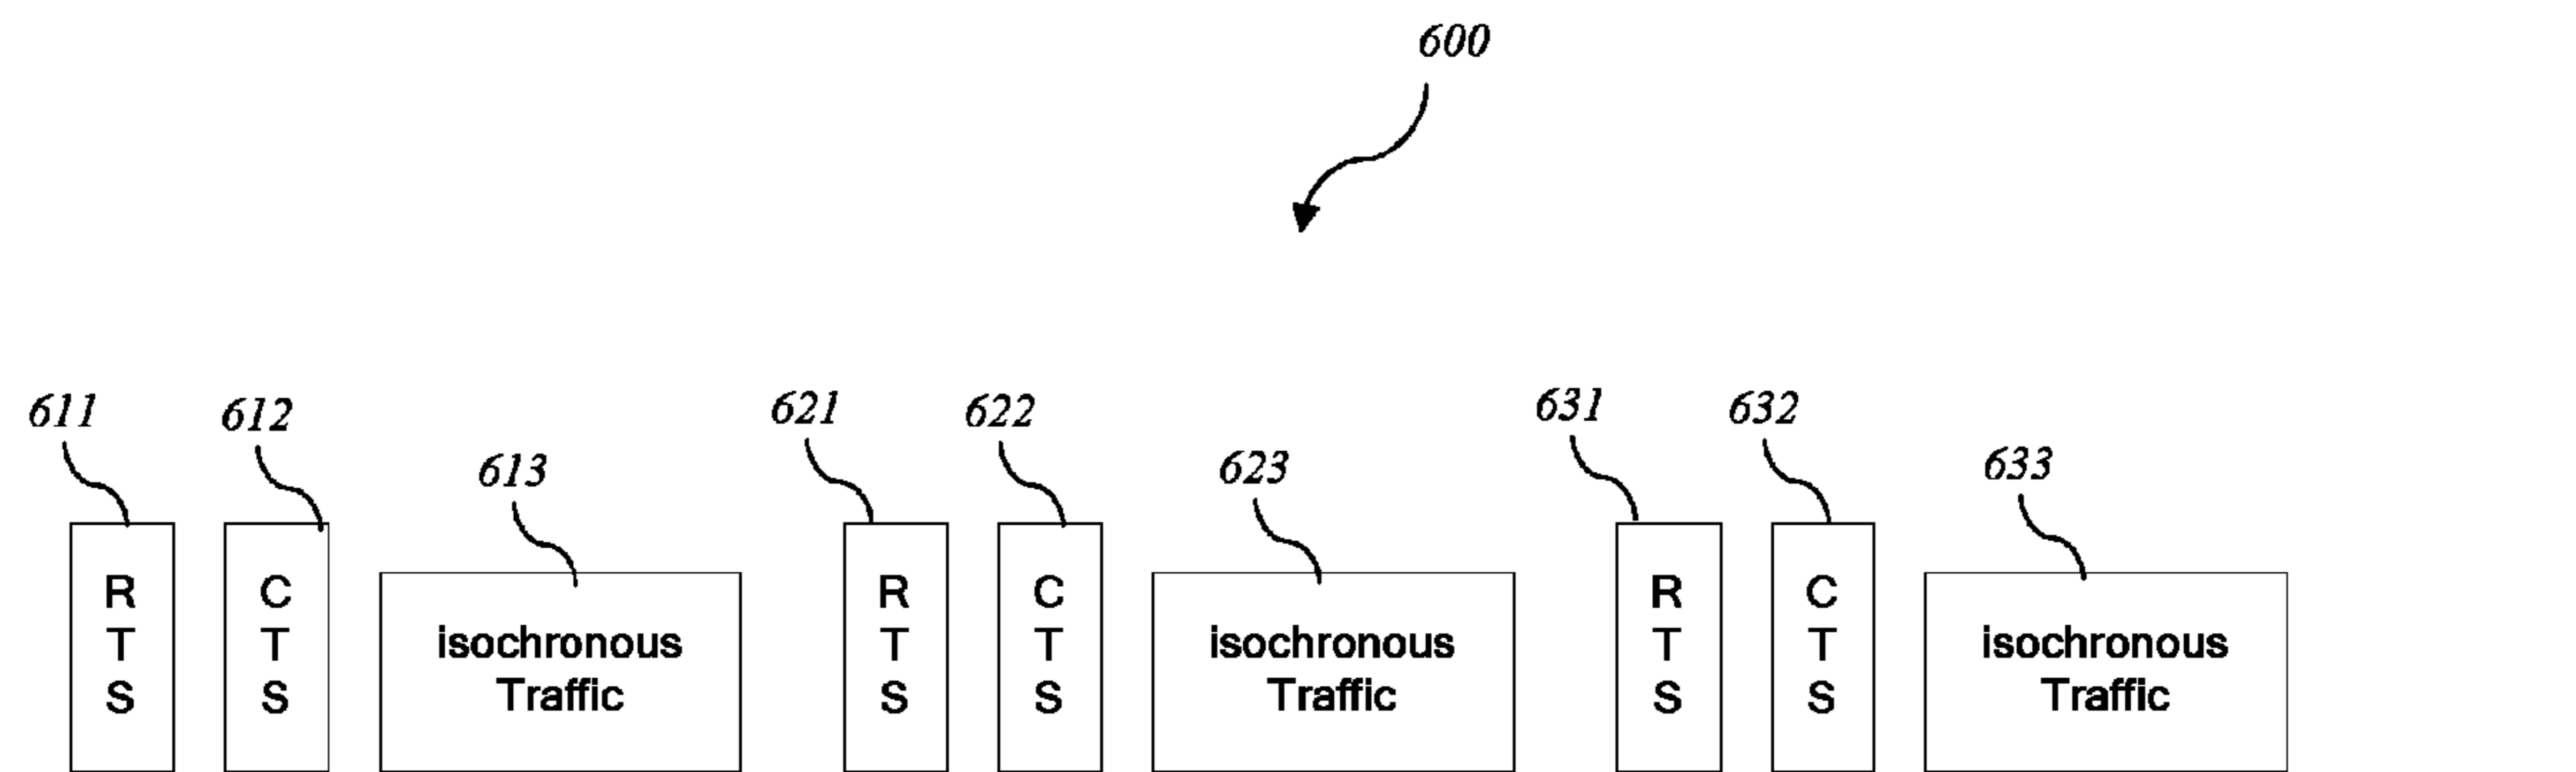 600
611
612
613
621
622
623
631
632
633
R
T
S
C
T
S
isochronous
Traffic
R
T
S
C
T
S
isochronous
Traffic
R
T
S
C
T
S
isochronous
Traffic